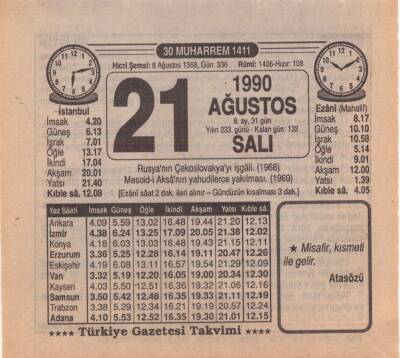 30 MUHARREM 1411
Hicrî Şemsî: 8 Ağustos 1368, Gün: 336 Rûmî: 1406-Hızır: 108
İstanbul
İmsak 4.20
Güneş 6.13
İşrak 7.01
Öğle 13.17
İkindi 17.04
Akşam 20.01
Yatsı 21.40
Kıble sâ. 12.08
21
1990
AĞUSTOS
8. ay, 31 gün
Yılın 233. günü - Kalan gün: 132
SALI
Ezânî (Mahallî)
İmsak 8.17
Güneş 10.10
İşrak 10.58
Öğle 5.14
İkindi 9.01
Akşam 12.00
Yatsı 1.39
Kıble sâ. 4.05
Rusya'nın Çekoslovakya'yı işgâli. (1968)
Mescid-i Aksâ'nın yahudilerce yakılması. (1969)
[Ezânî sâat 2 dak. ileri alınır – Gündüzün kısalması 3 dak.]
Yaz Sâati İmsak Güneş Öğle İkindi Akşam Yatsı Kıble sâ.
Ankara 4.09 5.59 13.02 16.48 19.44 21.20 12.13
İzmir 4.38 6.24 13.25 17.09 20.05 21.38 12.02
Konya 4.18 6.03 13.03 16.48 19.43 21.15 12.11
Erzurum 3.36 5.25 12.28 16.14 19.11 20.47 12.26
Eskişehir 4.19 6.08 13.11 16.57 19.54 21.29 12.09
Van 3.32 5.19 12.20 16.05 19.00 20.34 12.30
Kayseri 4.03 5.50 12.51 16.36 19.32 21.06 12.16
Samsun 3.50 5.42 12.48 16.35 19.33 21.11 12.19
Trabzon 3.38 5.29 12.34 16.21 19.19 20.57 12.24
Adana 4.10 5.53 12.52 16.35 19.30 21.01 12.15
★ Misafir, kısmeti
ile gelir.
Atasözü
★★★★ Türkiye Gazetesi Takvimi ★★★★